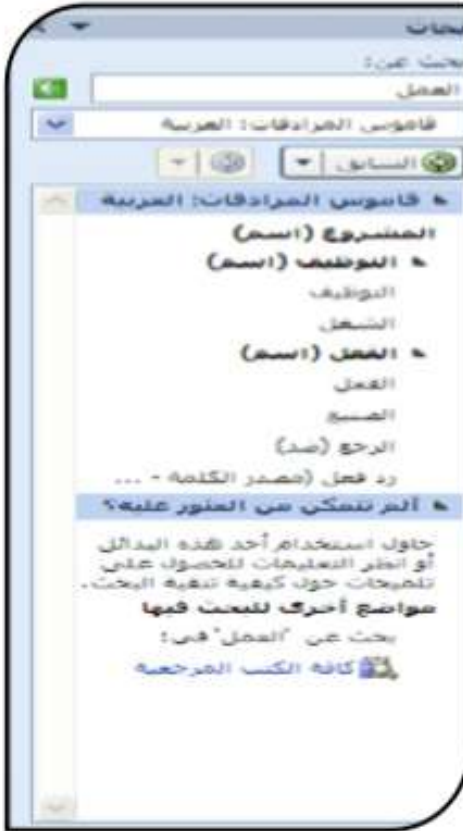 بحاث
بحث عن:
العمل
قاموس المرادفات: العربية
السابق
قاموس المرادفات: العربية
المشروع (اسم)
التوظيف (اسم)
التوظيف
الشغل
الفعل (اسم)
الفعل
الصنيع
الرجع (ضد)
رد فعل (مصدر الكلمة - ...
ألم تتمكن من العثور عليه؟
حاول استخدام أحد هذه البدائل
أو انظر التعليمات للحصول على
تلميحات حول كيفية تنقية البحث.
مواضع أخرى للبحث فيها
بحث عن "العمل" في:
كافة الكتب المرجعية